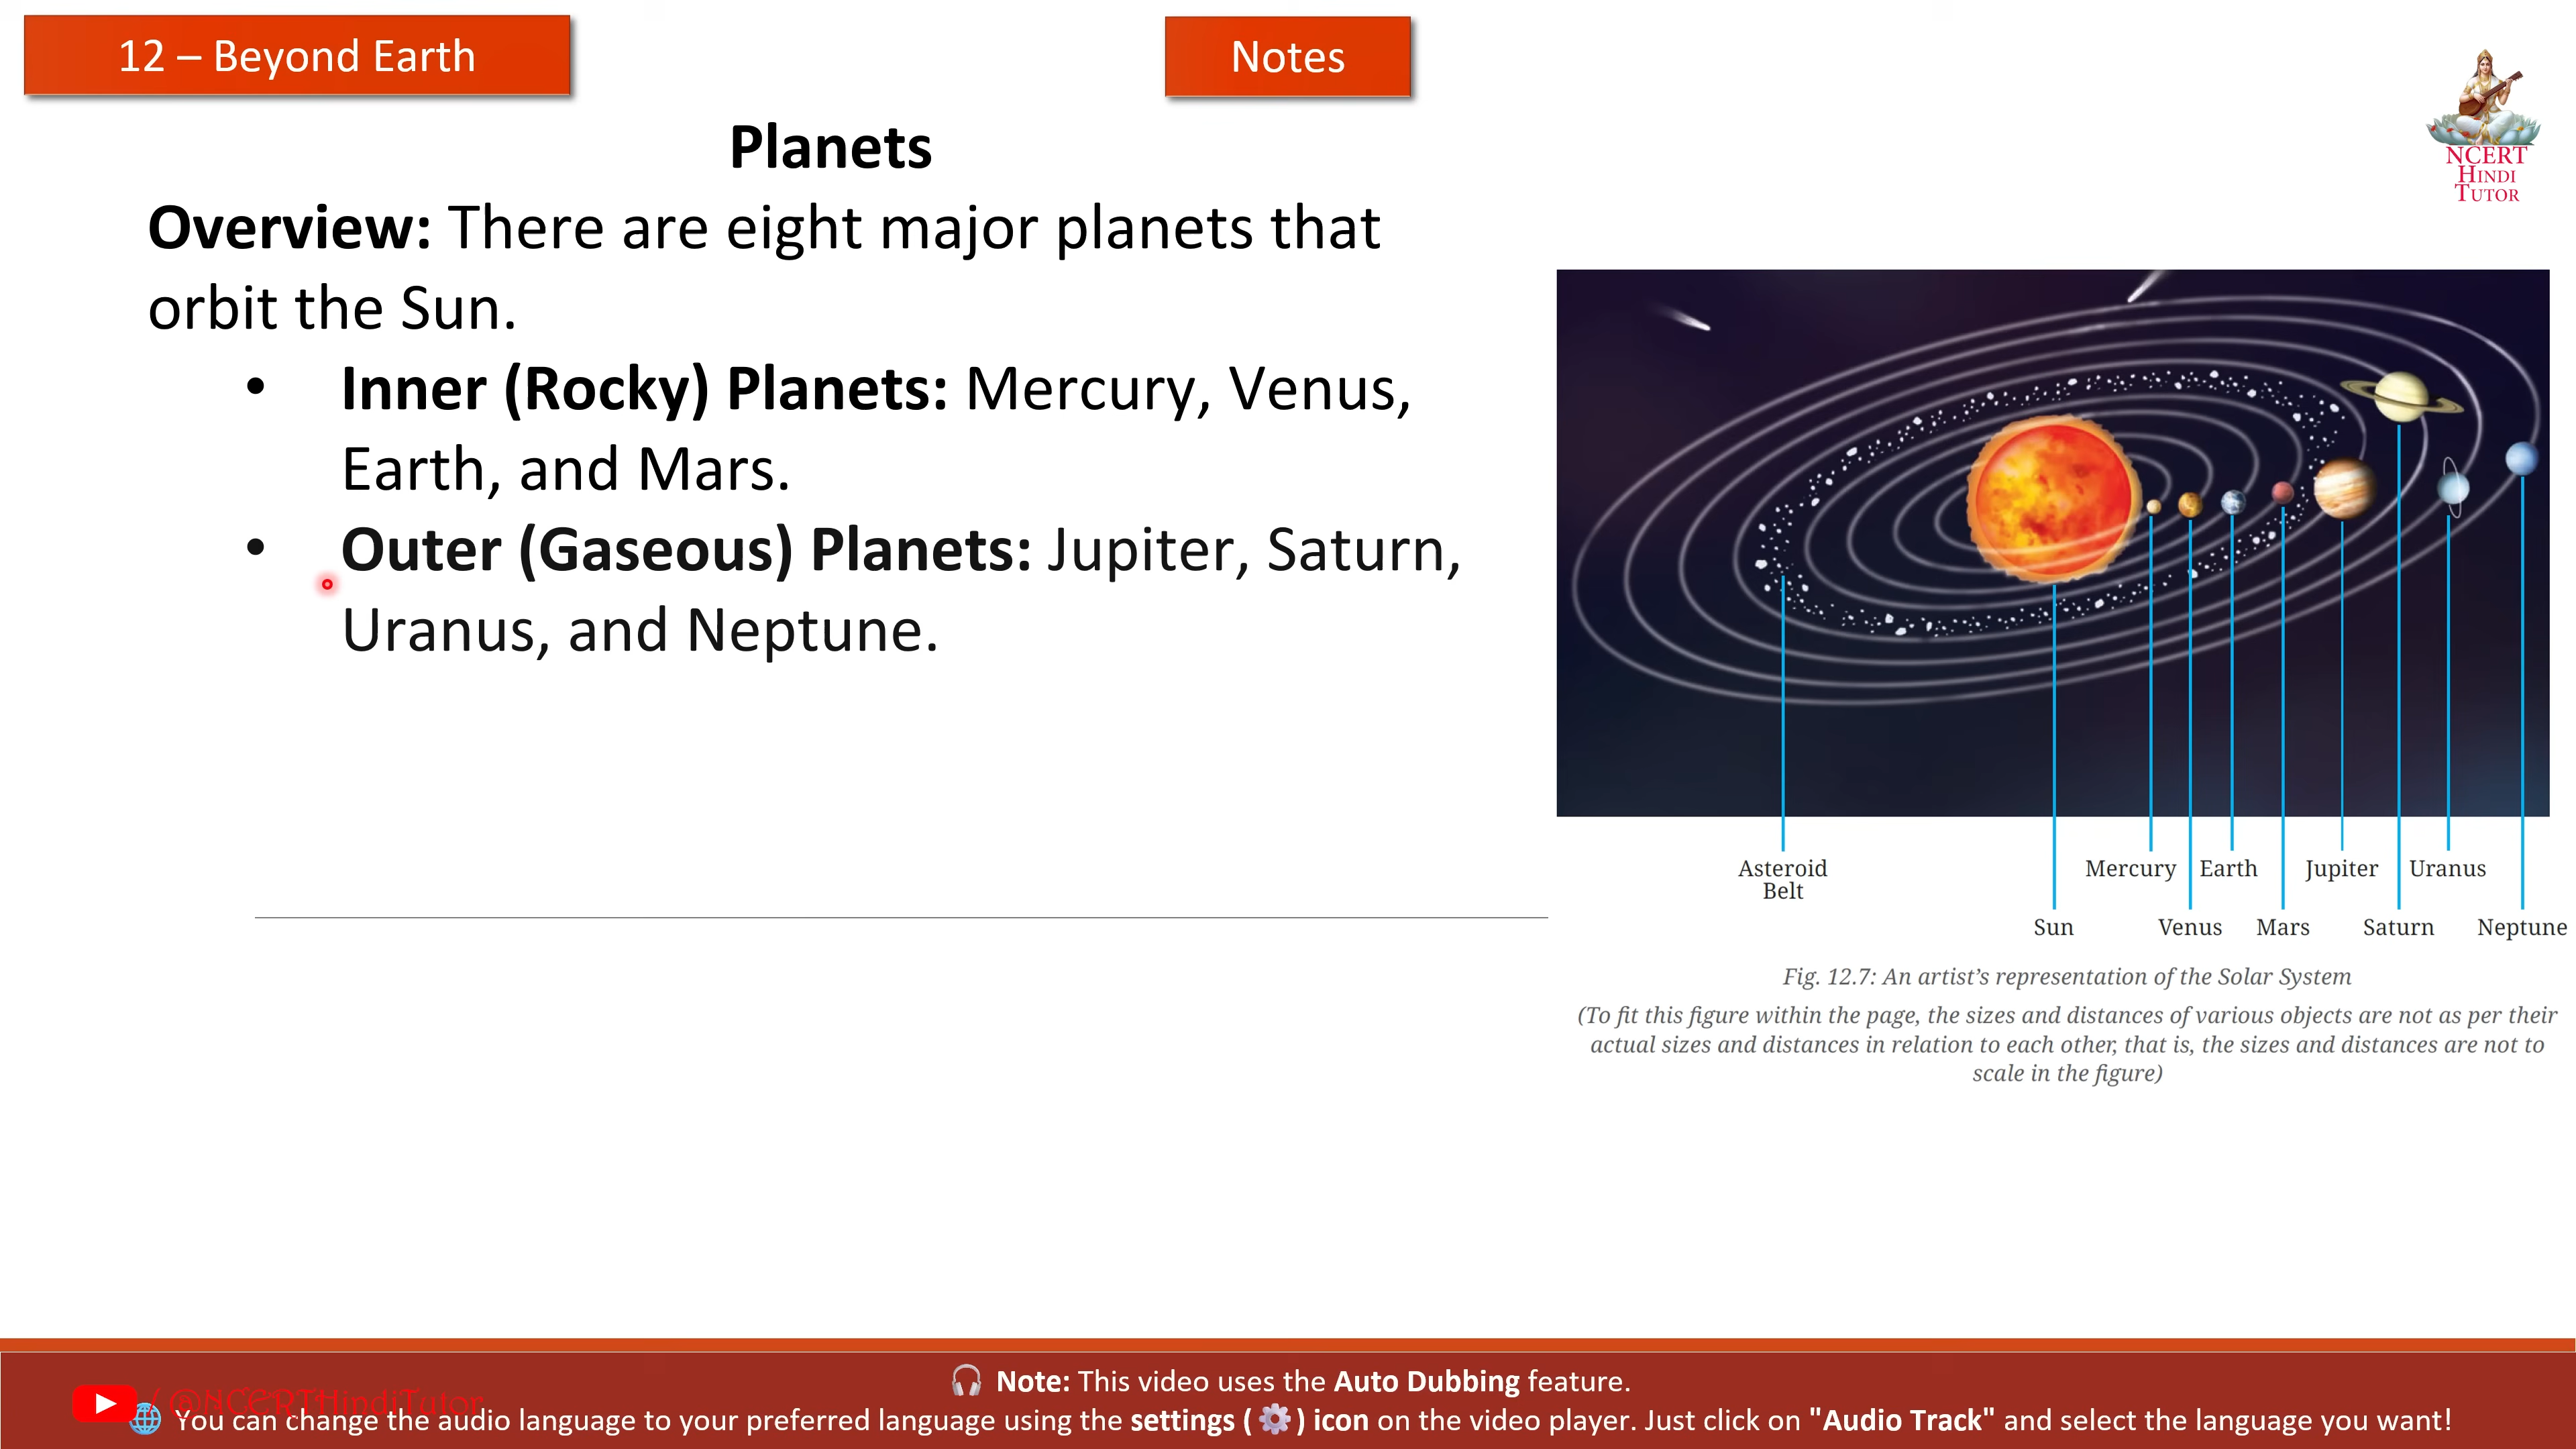 12 – Beyond Earth
Notes
NCERT
HINDI
TUTOR
Planets
Overview: There are eight major planets that
orbit the Sun.
• Inner (Rocky) Planets: Mercury, Venus,
Earth, and Mars.
• Outer (Gaseous) Planets: Jupiter, Saturn,
Uranus, and Neptune.
Asteroid
Belt
Mercury Earth Jupiter Uranus
Sun Venus Mars Saturn Neptune
Fig. 12.7: An artist’s representation of the Solar System
(To fit this figure within the page, the sizes and distances of various objects are not as per their
actual sizes and distances in relation to each other, that is, the sizes and distances are not to
scale in the figure)
🎧 Note: This video uses the Auto Dubbing feature.
/ @NCERTHindiTutor
🌐 You can change the audio language to your preferred language using the settings (⚙️) icon on the video player. Just click on "Audio Track" and select the language you want!